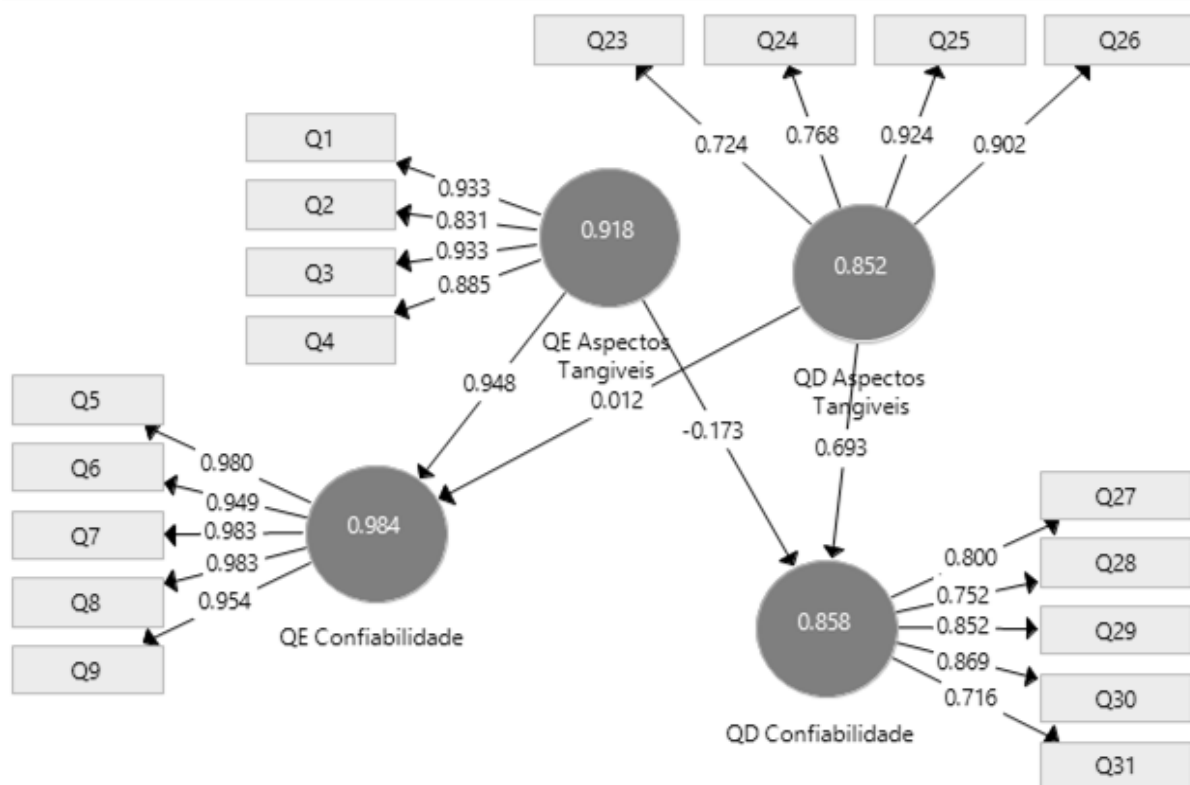 Q23
Q24
Q25
Q26
0.724
0.768
0.924
0.902
Q1
Q2
Q3
Q4
0.933
0.831
0.933
0.885
0.918
0.852
QE Aspectos
Tangiveis
QD Aspectos
Tangiveis
0.948
0.012
-0.173
0.693
Q5
Q6
Q7
Q8
Q9
0.980
0.949
0.983
0.983
0.954
0.984
QE Confiabilidade
0.858
QD Confiabilidade
0.800
0.752
0.852
0.869
0.716
Q27
Q28
Q29
Q30
Q31